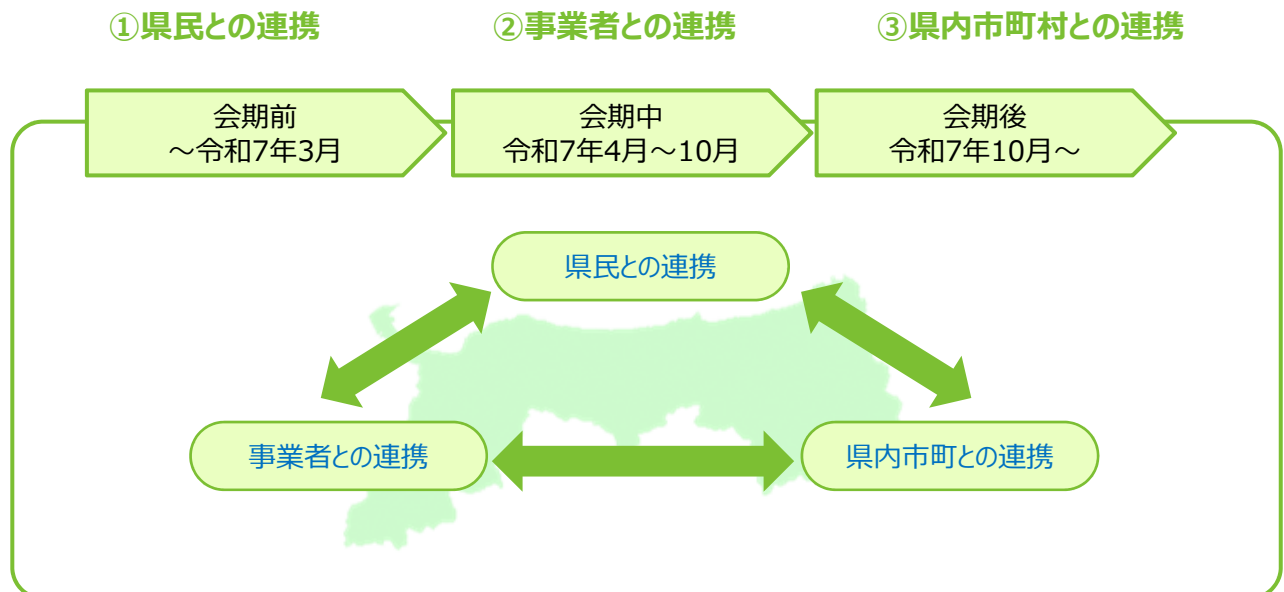 ①県民との連携
②事業者との連携
③県内市町村との連携
会期前
～令和7年3月
会期中
令和7年4月～10月
会期後
令和7年10月～
県民との連携
事業者との連携
県内市町との連携